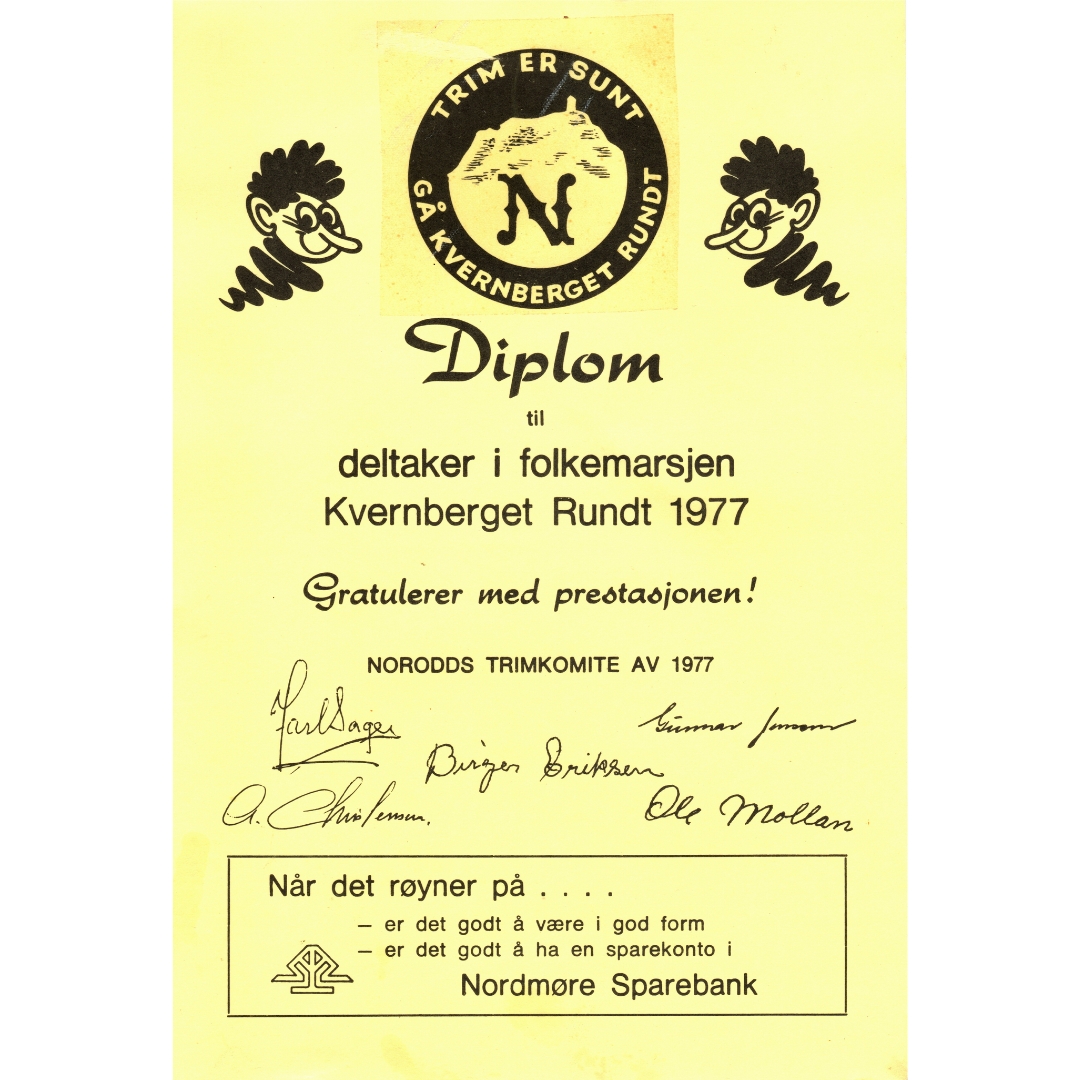 TRIM ER SUNT
GÅ KVERNBERGET RUNDT
N
Diplom
til
deltaker i folkemarsjen
Kvernberget Rundt 1977
Gratulerer med prestasjonen!
NORODDS TRIMKOMITE AV 1977
Gunnar
Birger Eriksen
A.
Ole Mollan
Når det røyner på . . . .
– er det godt å være i god form
– er det godt å ha en sparekonto i
Nordmøre Sparebank